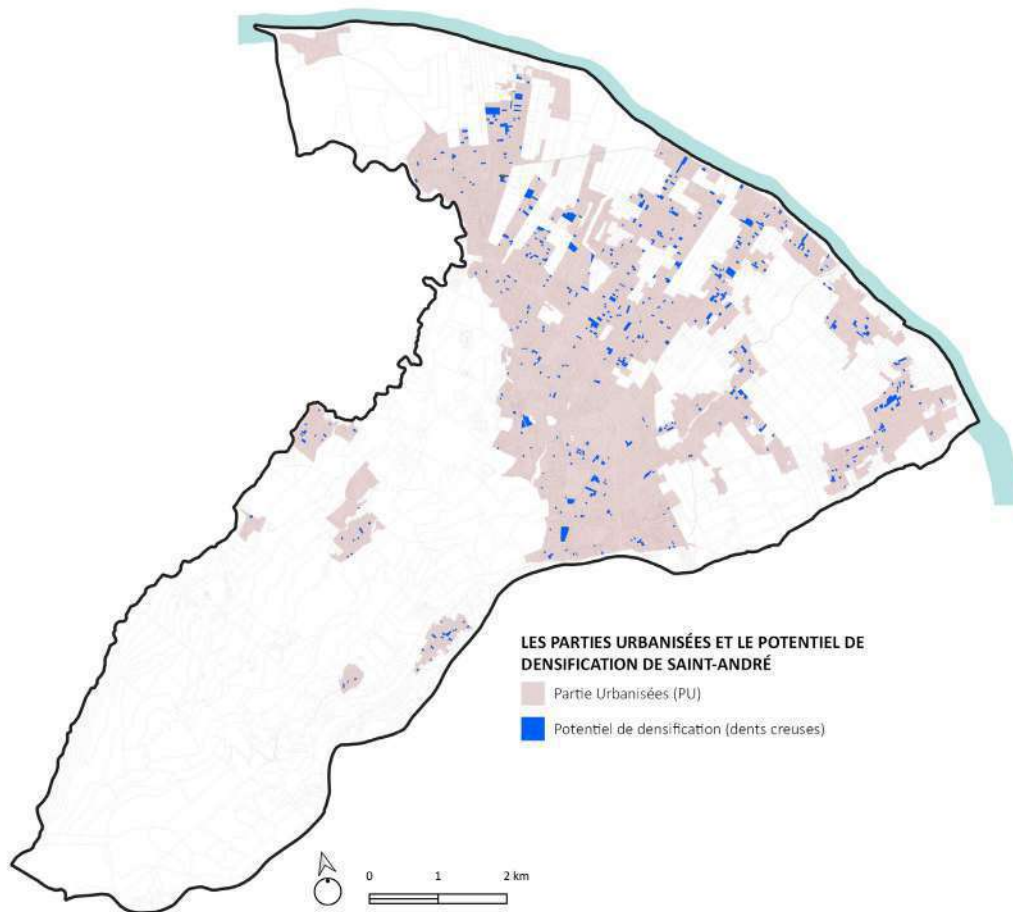 LES PARTIES URBANISÉES ET LE POTENTIEL DE
DENSIFICATION DE SAINT-ANDRÉ
Partie Urbanisées (PU)
Potentiel de densification (dents creuses)
0 1 2 km